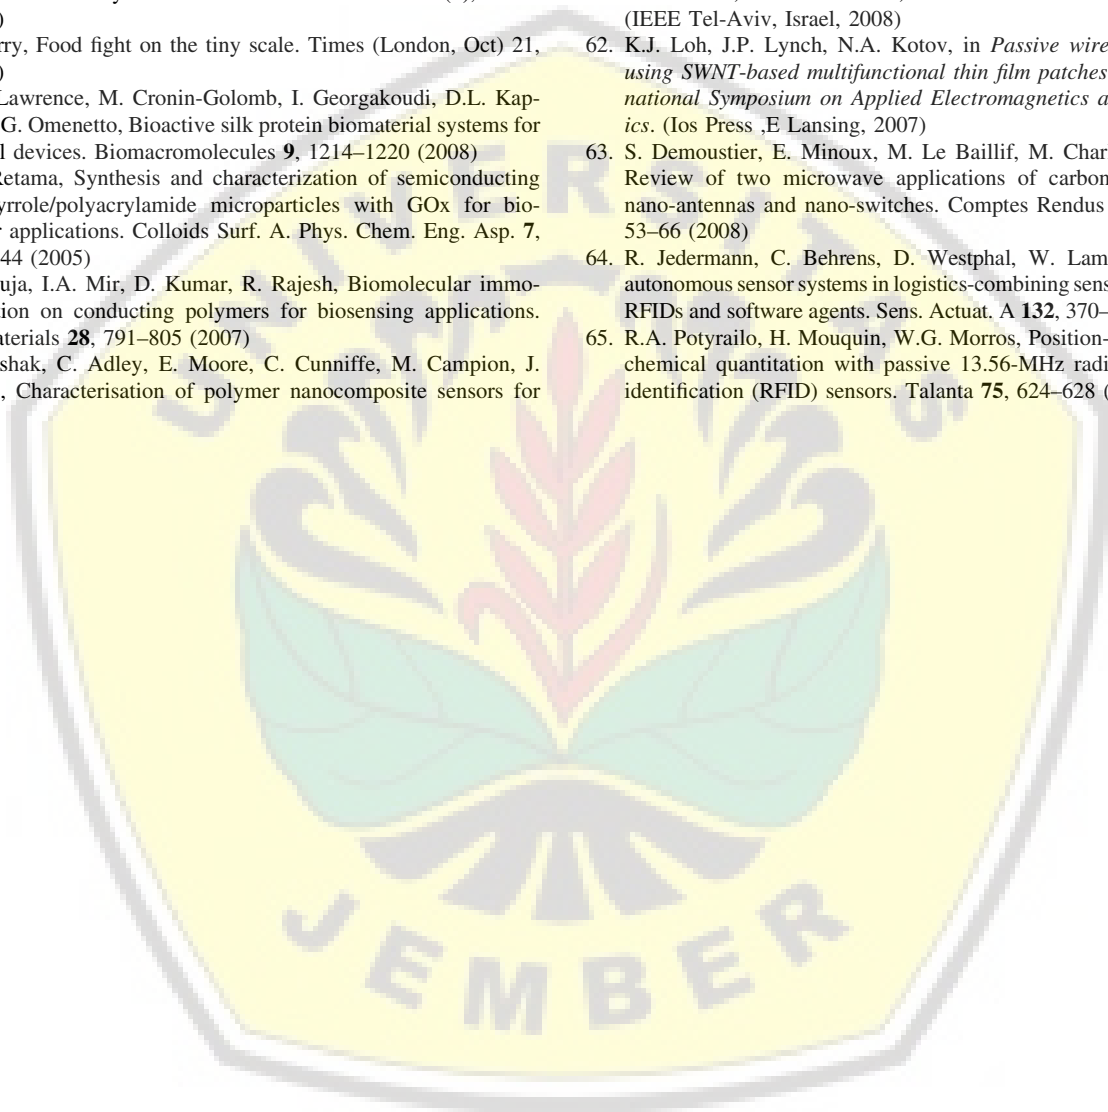 rry, Food fight on the tiny scale. Times (London, Oct) 21,
)
Lawrence, M. Cronin-Golomb, I. Georgakoudi, D.L. Kap-
G. Omenetto, Bioactive silk protein biomaterial systems for
l devices. Biomacromolecules 9, 1214–1220 (2008)
Retama, Synthesis and characterization of semiconducting
yrrole/polyacrylamide microparticles with GOx for bio-
r applications. Colloids Surf. A. Phys. Chem. Eng. Asp. 7,
44 (2005)
uja, I.A. Mir, D. Kumar, R. Rajesh, Biomolecular immo-
tion on conducting polymers for biosensing applications.
aterials 28, 791–805 (2007)
shak, C. Adley, E. Moore, C. Cunniffe, M. Campion, J.
, Characterisation of polymer nanocomposite sensors for
(IEEE Tel-Aviv, Israel, 2008)
62. K.J. Loh, J.P. Lynch, N.A. Kotov, in Passive wire
using SWNT-based multifunctional thin film patches
national Symposium on Applied Electromagnetics a
ics. (Ios Press ,E Lansing, 2007)
63. S. Demoustier, E. Minoux, M. Le Baillif, M. Char
Review of two microwave applications of carbon
nano-antennas and nano-switches. Comptes Rendus
53–66 (2008)
64. R. Jedermann, C. Behrens, D. Westphal, W. Lam
autonomous sensor systems in logistics-combining sens
RFIDs and software agents. Sens. Actuat. A 132, 370–
65. R.A. Potyrailo, H. Mouquin, W.G. Morros, Position-
chemical quantitation with passive 13.56-MHz radi
identification (RFID) sensors. Talanta 75, 624–628 (
UNIVERSITAS
JEMBER